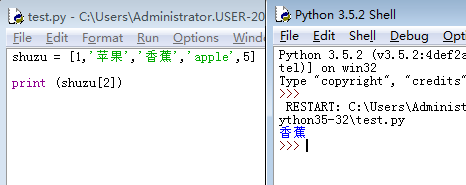 test.py - C:\Users\Administrator.USER-20
File Edit Format Run Options Window
shuzu = [1,'苹果','香蕉','apple',5]
print (shuzu[2])
Python 3.5.2 Shell
File Edit Shell Debug Option
Python 3.5.2 (v3.5.2:4def2a
tel)] on win32
Type "copyright", "credits"
>>>
RESTART: C:\Users\Administ
ython35-32\test.py
香蕉
>>>